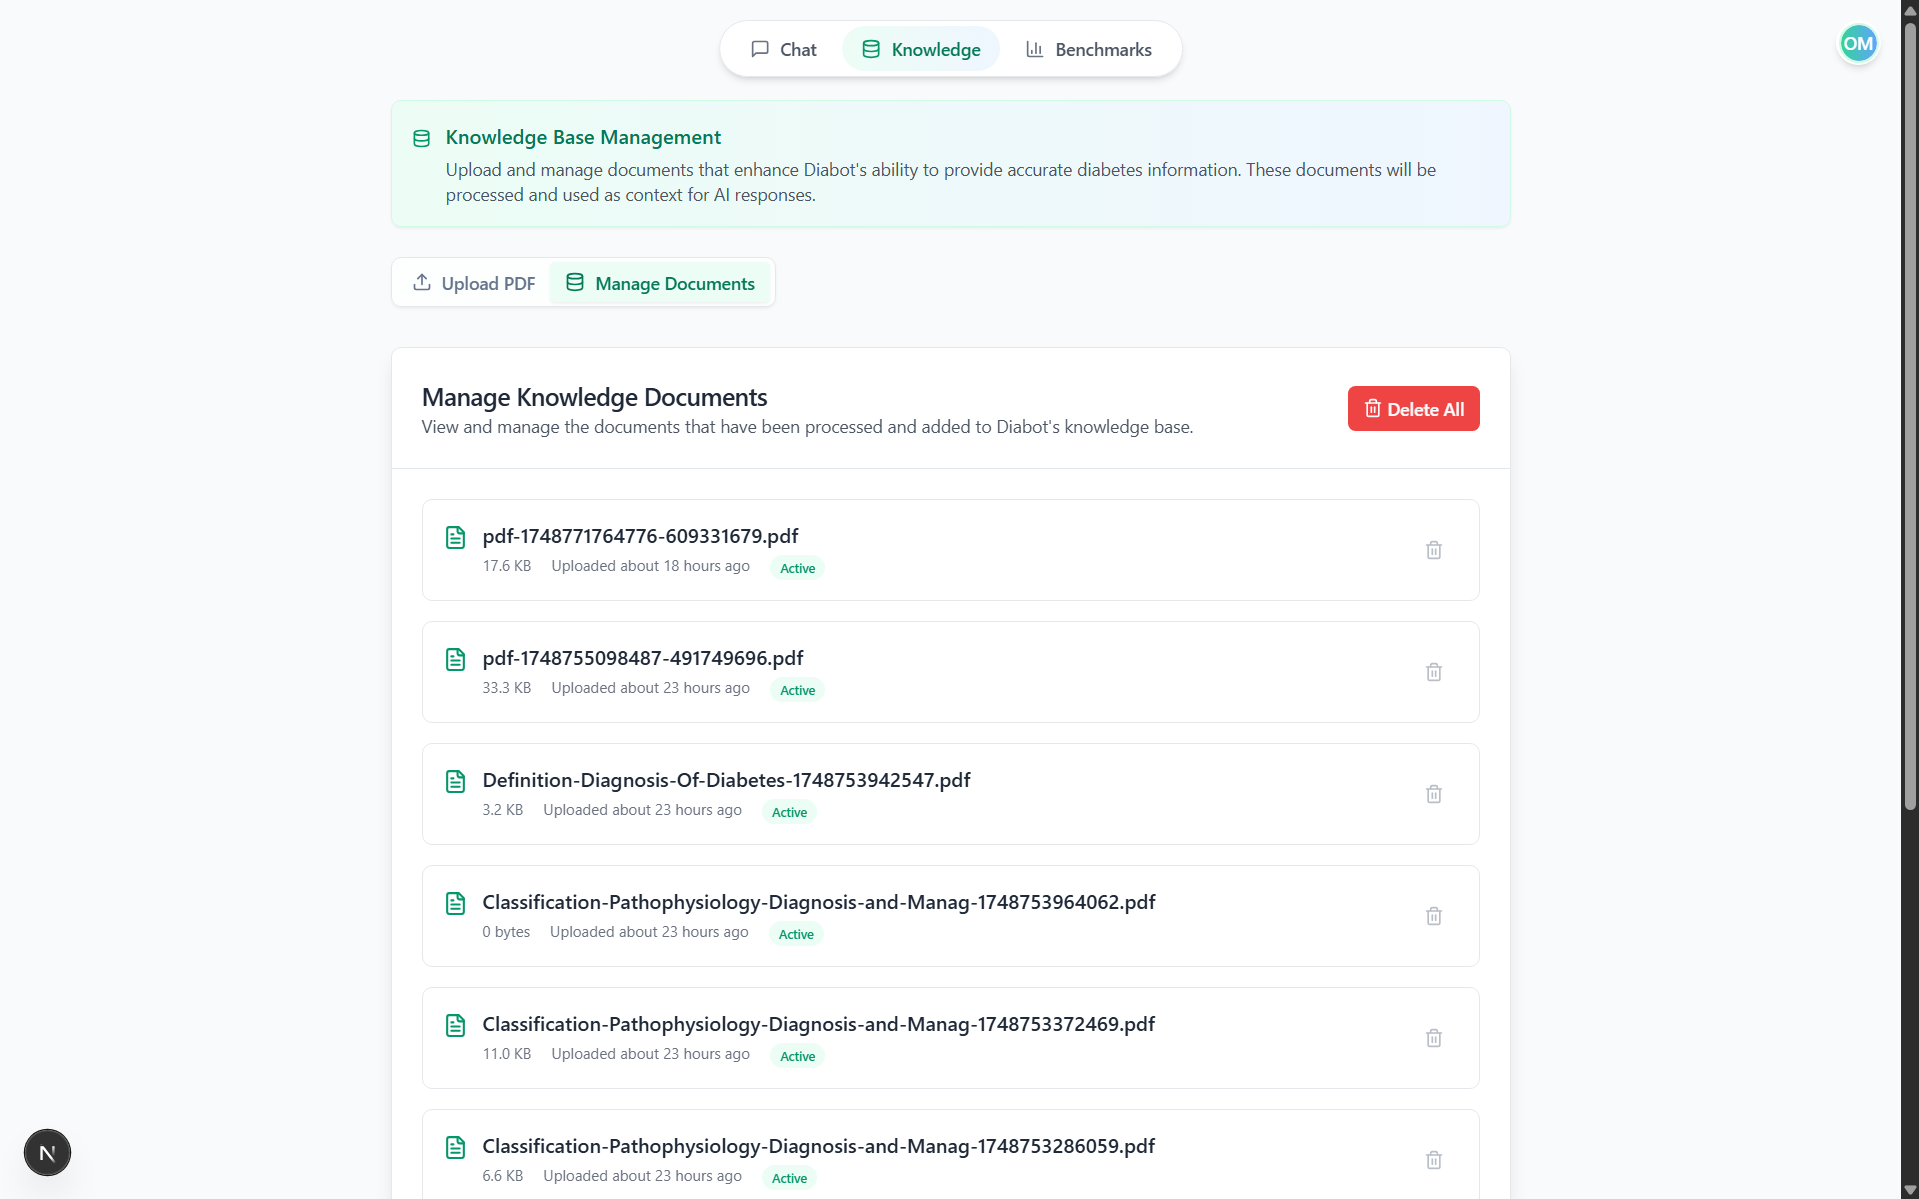 Chat
Knowledge
Benchmarks
OM
Knowledge Base Management
Upload and manage documents that enhance Diabot's ability to provide accurate diabetes information. These documents will be
processed and used as context for AI responses.
Upload PDF
Manage Documents
Manage Knowledge Documents
View and manage the documents that have been processed and added to Diabot's knowledge base.
Delete All
pdf-1748771764776-609331679.pdf
17.6 KB Uploaded about 18 hours ago Active
pdf-1748755098487-491749696.pdf
33.3 KB Uploaded about 23 hours ago Active
Definition-Diagnosis-Of-Diabetes-1748753942547.pdf
3.2 KB Uploaded about 23 hours ago Active
Classification-Pathophysiology-Diagnosis-and-Manag-1748753964062.pdf
0 bytes Uploaded about 23 hours ago Active
Classification-Pathophysiology-Diagnosis-and-Manag-1748753372469.pdf
11.0 KB Uploaded about 23 hours ago Active
Classification-Pathophysiology-Diagnosis-and-Manag-1748753286059.pdf
6.6 KB Uploaded about 23 hours ago Active
N